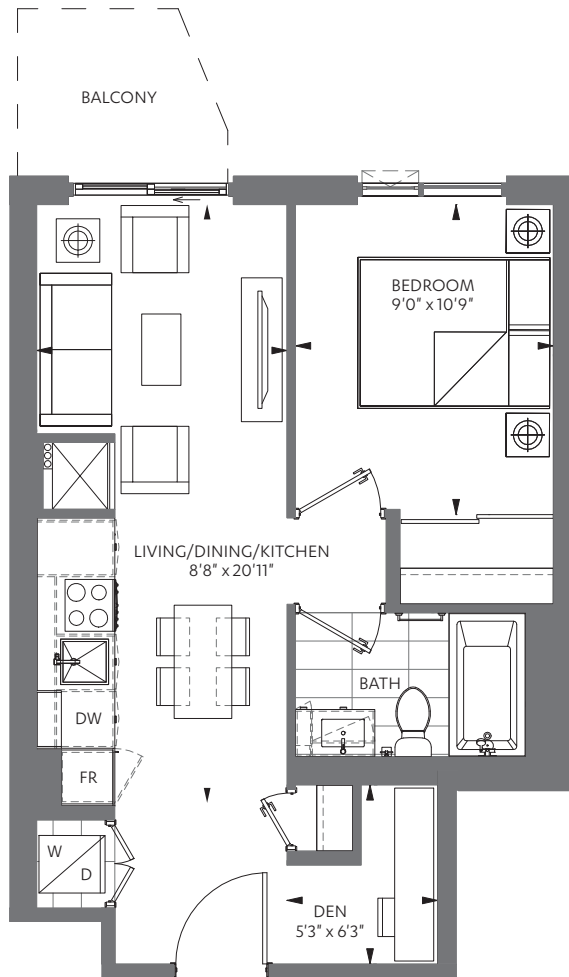 BALCONY
BEDROOM
9'0" x 10'9"
LIVING/DINING/KITCHEN
8'8" x 20'11"
BATH
DW
FR
W
D
DEN
5'3" x 6'3"